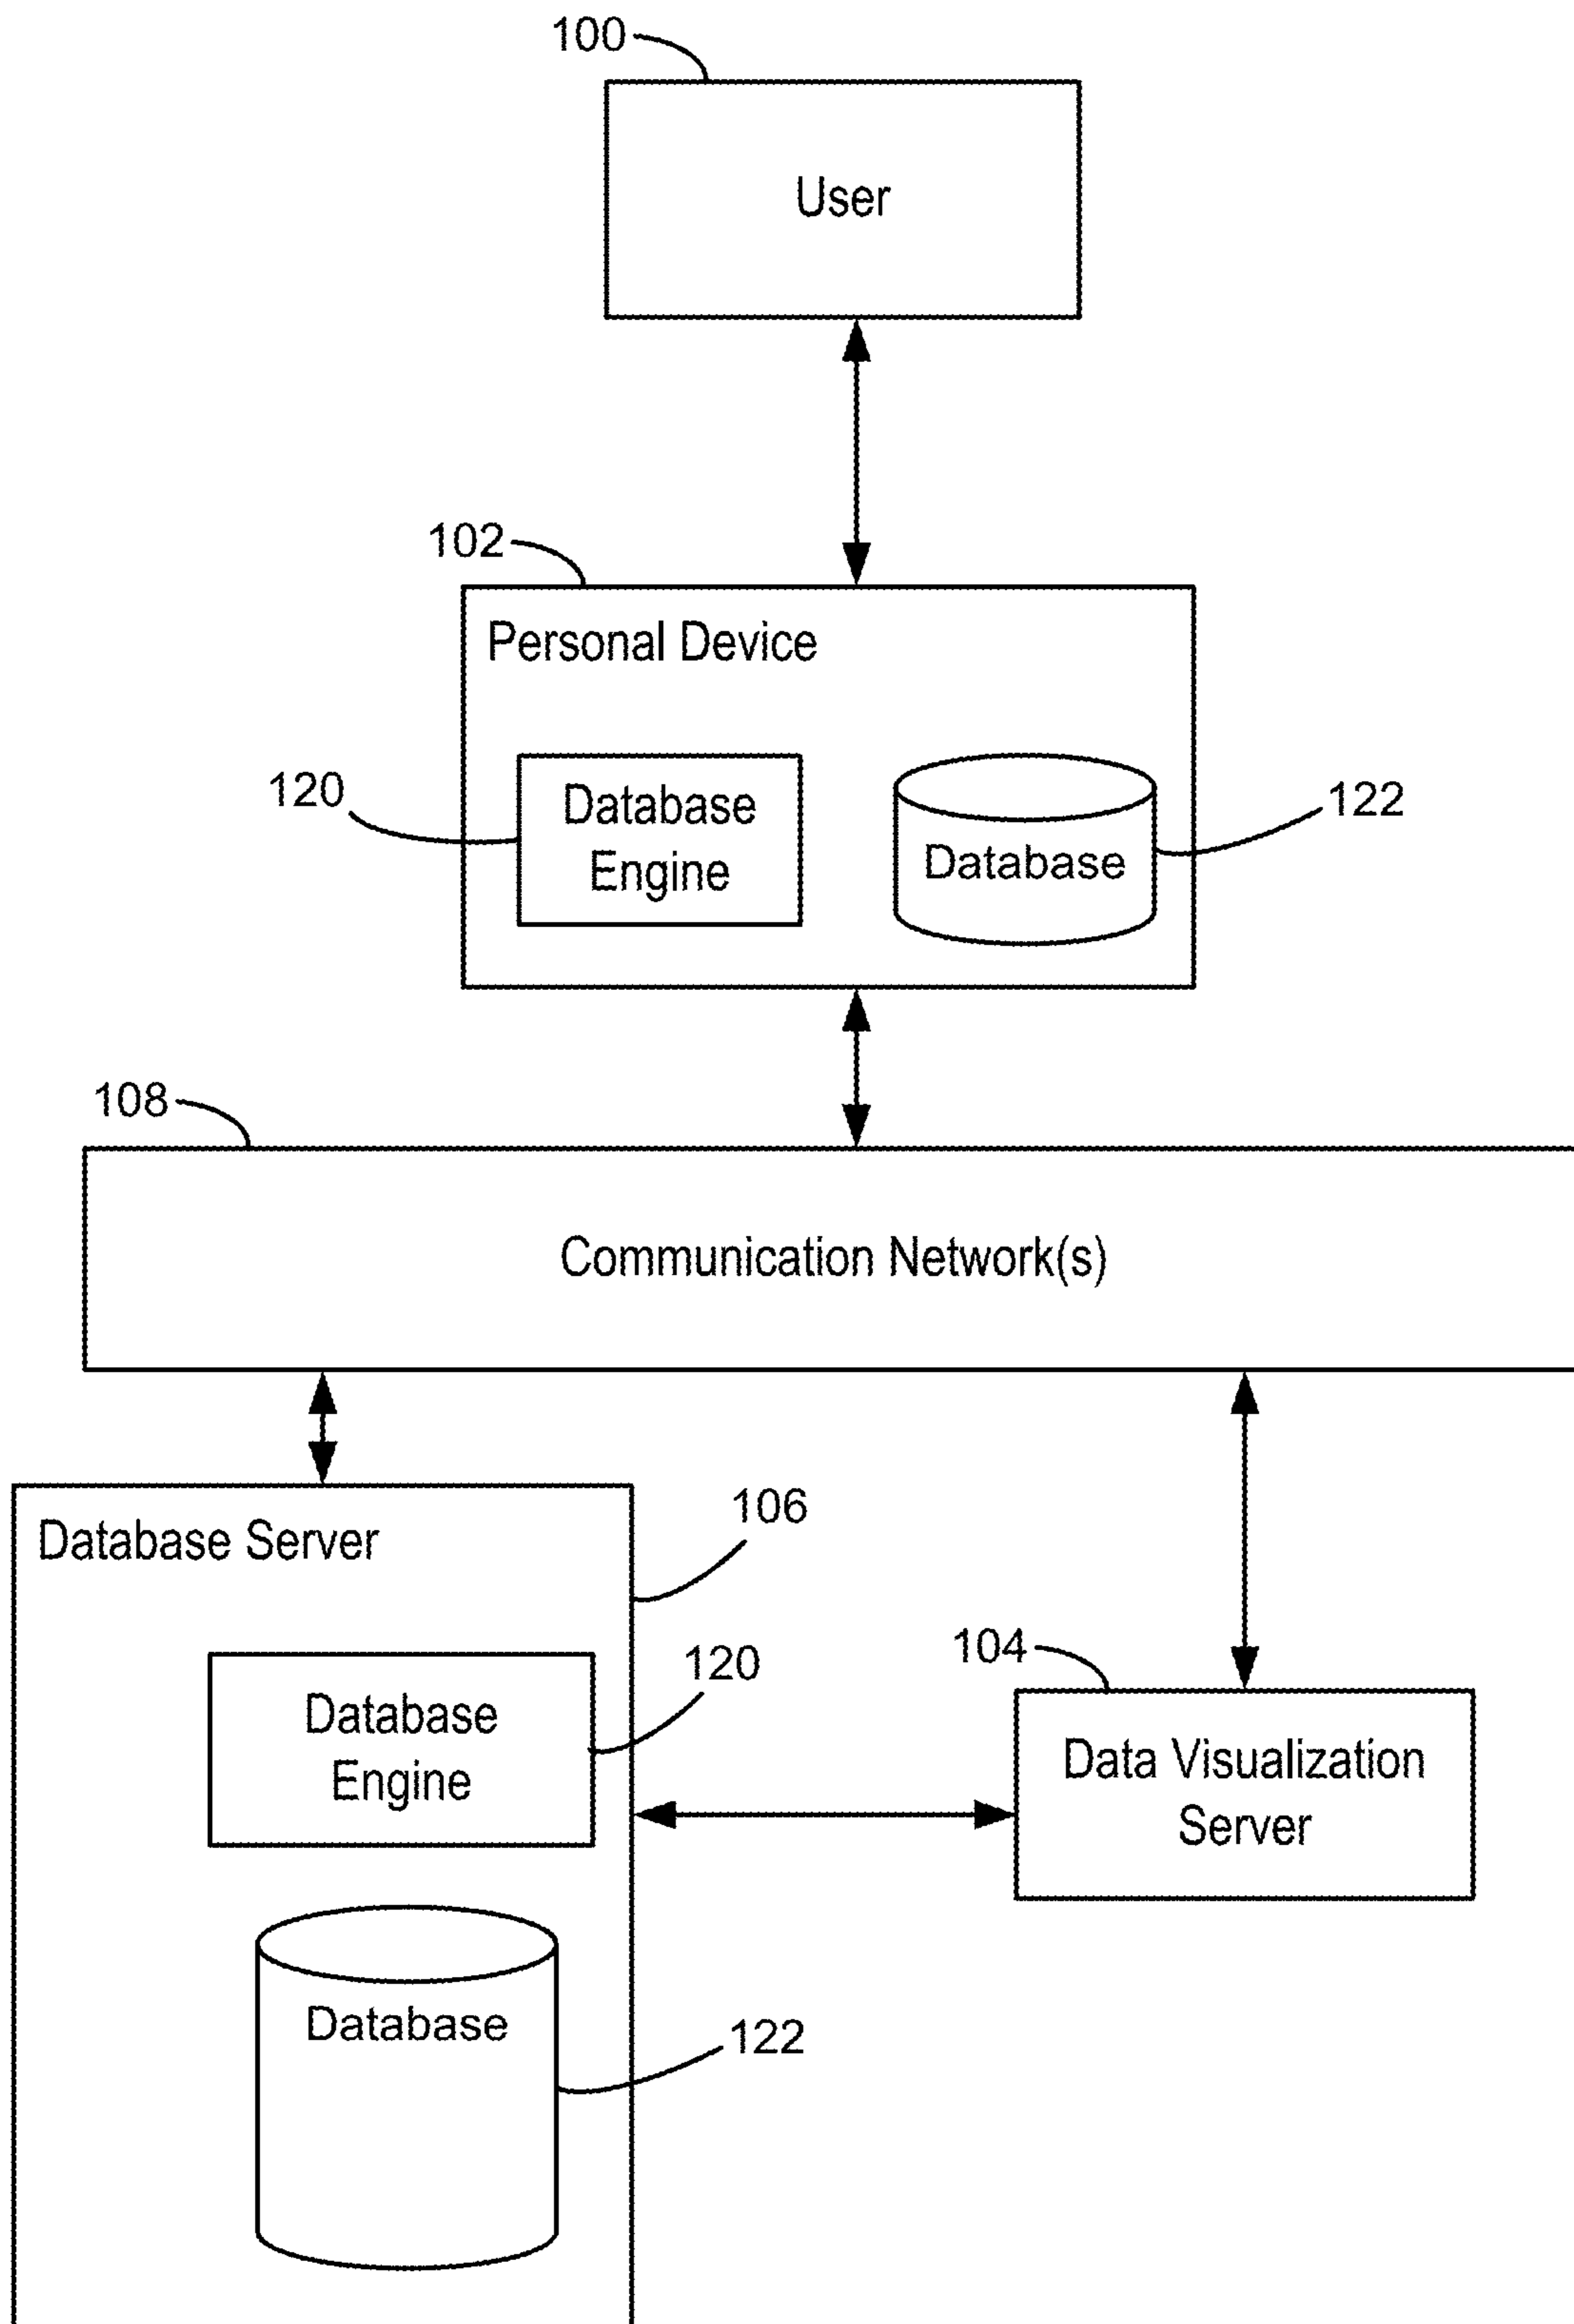 100
User
102
Personal Device
120
Database
Engine
Database
122
108
Communication Network(s)
106
Database Server
120
Database
Engine
104
Data Visualization
Server
Database
122